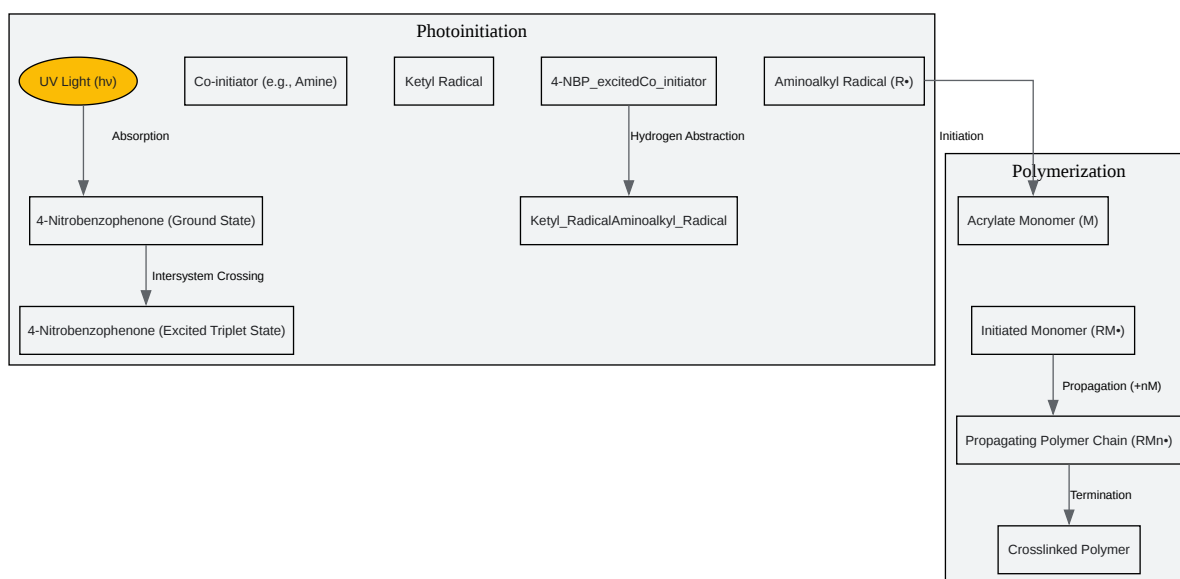 Photoinitiation
UV Light (hν)
Co-initiator (e.g., Amine)
Ketyl Radical
4-NBP_excitedCo_initiator
Aminoalkyl Radical (R•)
Absorption
Hydrogen Abstraction
Initiation
Polymerization
4-Nitrobenzophenone (Ground State)
Ketyl_RadicalAminoalkyl_Radical
Acrylate Monomer (M)
Intersystem Crossing
4-Nitrobenzophenone (Excited Triplet State)
Initiated Monomer (RM•)
Propagation (+nM)
Propagating Polymer Chain (RMn•)
Termination
Crosslinked Polymer